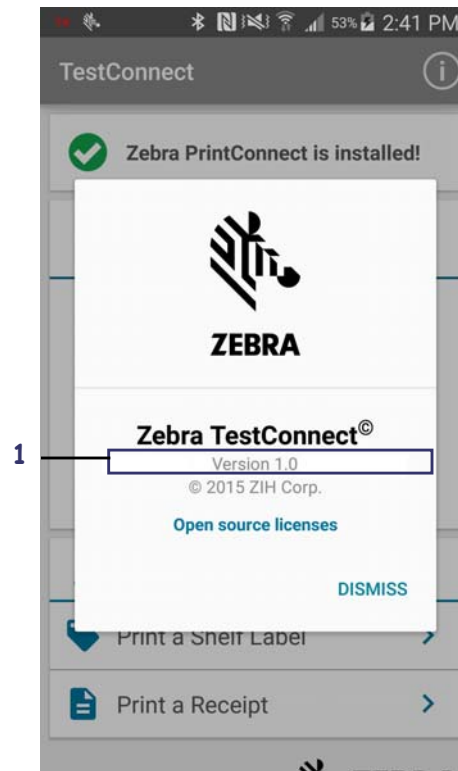 53% 2:41 PM
TestConnect
Zebra PrintConnect is installed!
ZEBRA
Zebra TestConnect©
1
Version 1.0
© 2015 ZIH Corp.
Open source licenses
DISMISS
Print a Shelf Label
Print a Receipt